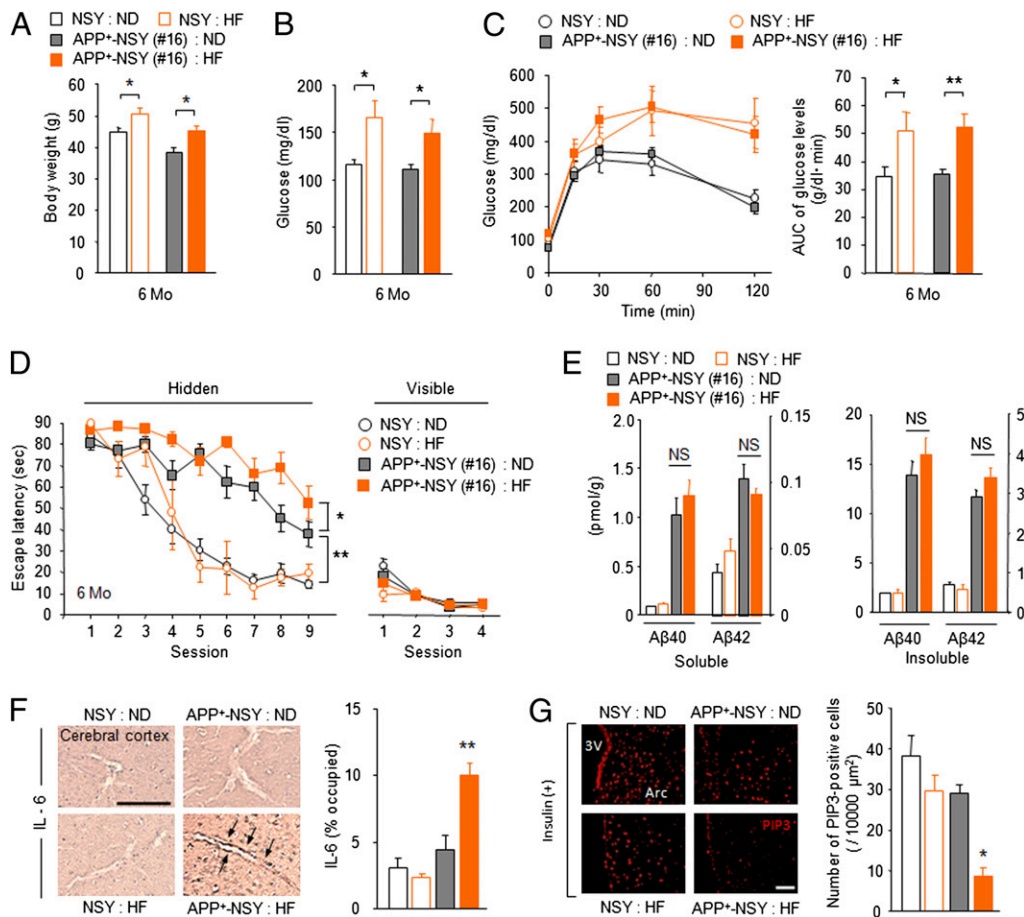 A
NSY : ND NSY : HF
APP+-NSY (#16) : ND
APP+-NSY (#16) : HF
Body weight (g)
70
60
50
40
30
20
10
0
* *
6 Mo
B
Glucose (mg/dl)
200
150
100
50
0
* *
6 Mo
C
NSY : ND NSY : HF
APP+-NSY (#16) : ND APP+-NSY (#16) : HF
Glucose (mg/dl)
600
500
400
300
200
100
0
0 30 60 90 120
Time (min)
AUC of glucose levels
(g/dl· min)
70
60
50
40
30
20
10
0
* **
6 Mo
D
Hidden Visible
Escape latency (sec)
90
80
70
60
50
40
30
20
10
0
6 Mo
*
**
1 2 3 4 5 6 7 8 9
Session
1 2 3 4
Session
NSY : ND
NSY : HF
APP+-NSY (#16) : ND
APP+-NSY (#16) : HF
E
NSY : ND NSY : HF
APP+-NSY (#16) : ND
APP+-NSY (#16) : HF
(pmol/g)
2.0
1.5
1.0
0.5
0
0.15
0.1
0.05
0
NS NS
Aβ40 Aβ42
Soluble
20
15
10
5
0
5
4
3
2
1
0
NS NS
Aβ40 Aβ42
Insoluble
F
IL - 6
NSY : ND APP+-NSY : ND
Cerebral cortex
NSY : HF APP+-NSY : HF
IL-6 (% occupied)
15
10
5
0
**
G
Insulin (+)
NSY : ND APP+-NSY : ND
3V
Arc
PIP3
NSY : HF APP+-NSY : HF
Number of PIP3-positive cells
(/ 10000 µm2)
50
40
30
20
10
0
*